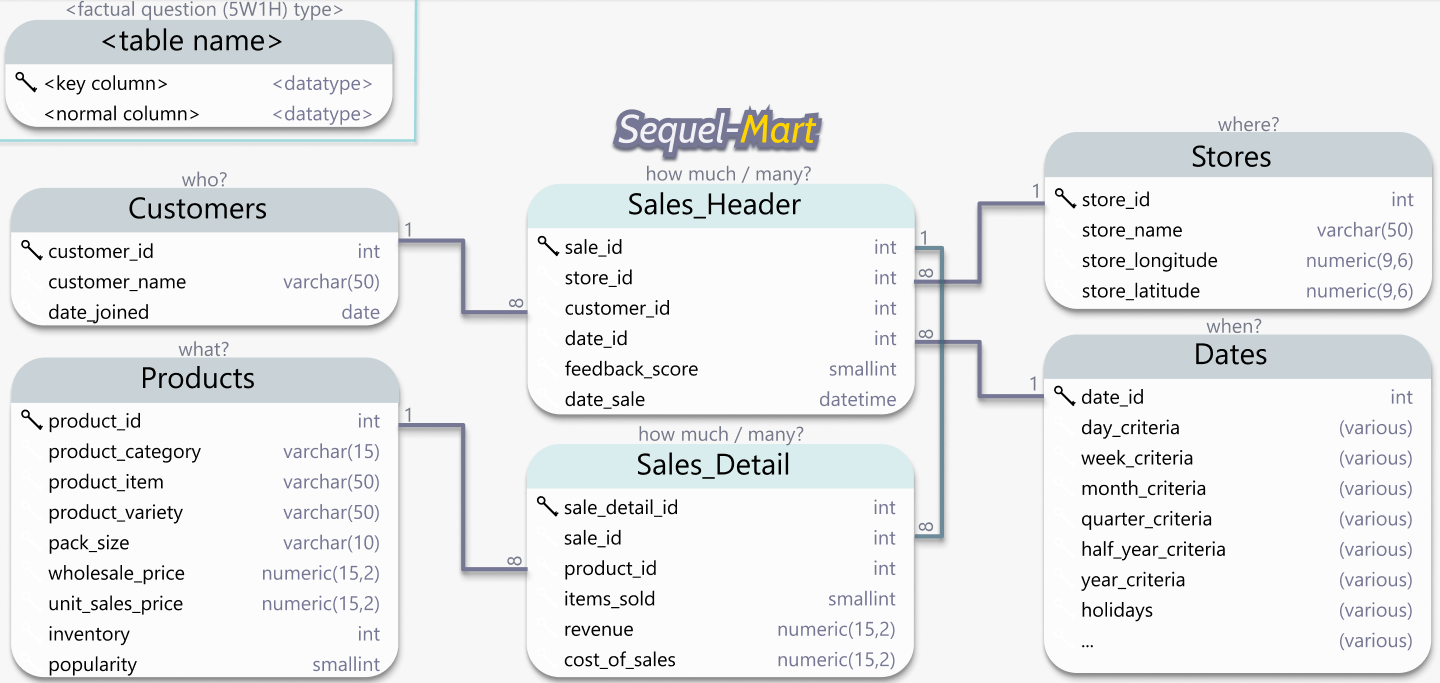 <factual question (5W1H) type>
<table name>
<key column> <datatype>
<normal column> <datatype>
Sequel-Mart
who?
Customers
customer_id int
customer_name varchar(50)
date_joined date
1
8
what?
Products
product_id int
product_category varchar(15)
product_item varchar(50)
product_variety varchar(50)
pack_size varchar(10)
wholesale_price numeric(15,2)
unit_sales_price numeric(15,2)
inventory int
popularity smallint
1
8
how much / many?
Sales_Header
sale_id int
store_id int
customer_id int
date_id int
feedback_score smallint
date_sale datetime
1
8
8
how much / many?
Sales_Detail
sale_detail_id int
sale_id int
product_id int
items_sold smallint
revenue numeric(15,2)
cost_of_sales numeric(15,2)
8
where?
Stores
1
store_id int
store_name varchar(50)
store_longitude numeric(9,6)
store_latitude numeric(9,6)
when?
Dates
1
date_id int
day_criteria (various)
week_criteria (various)
month_criteria (various)
quarter_criteria (various)
half_year_criteria (various)
year_criteria (various)
holidays (various)
... (various)